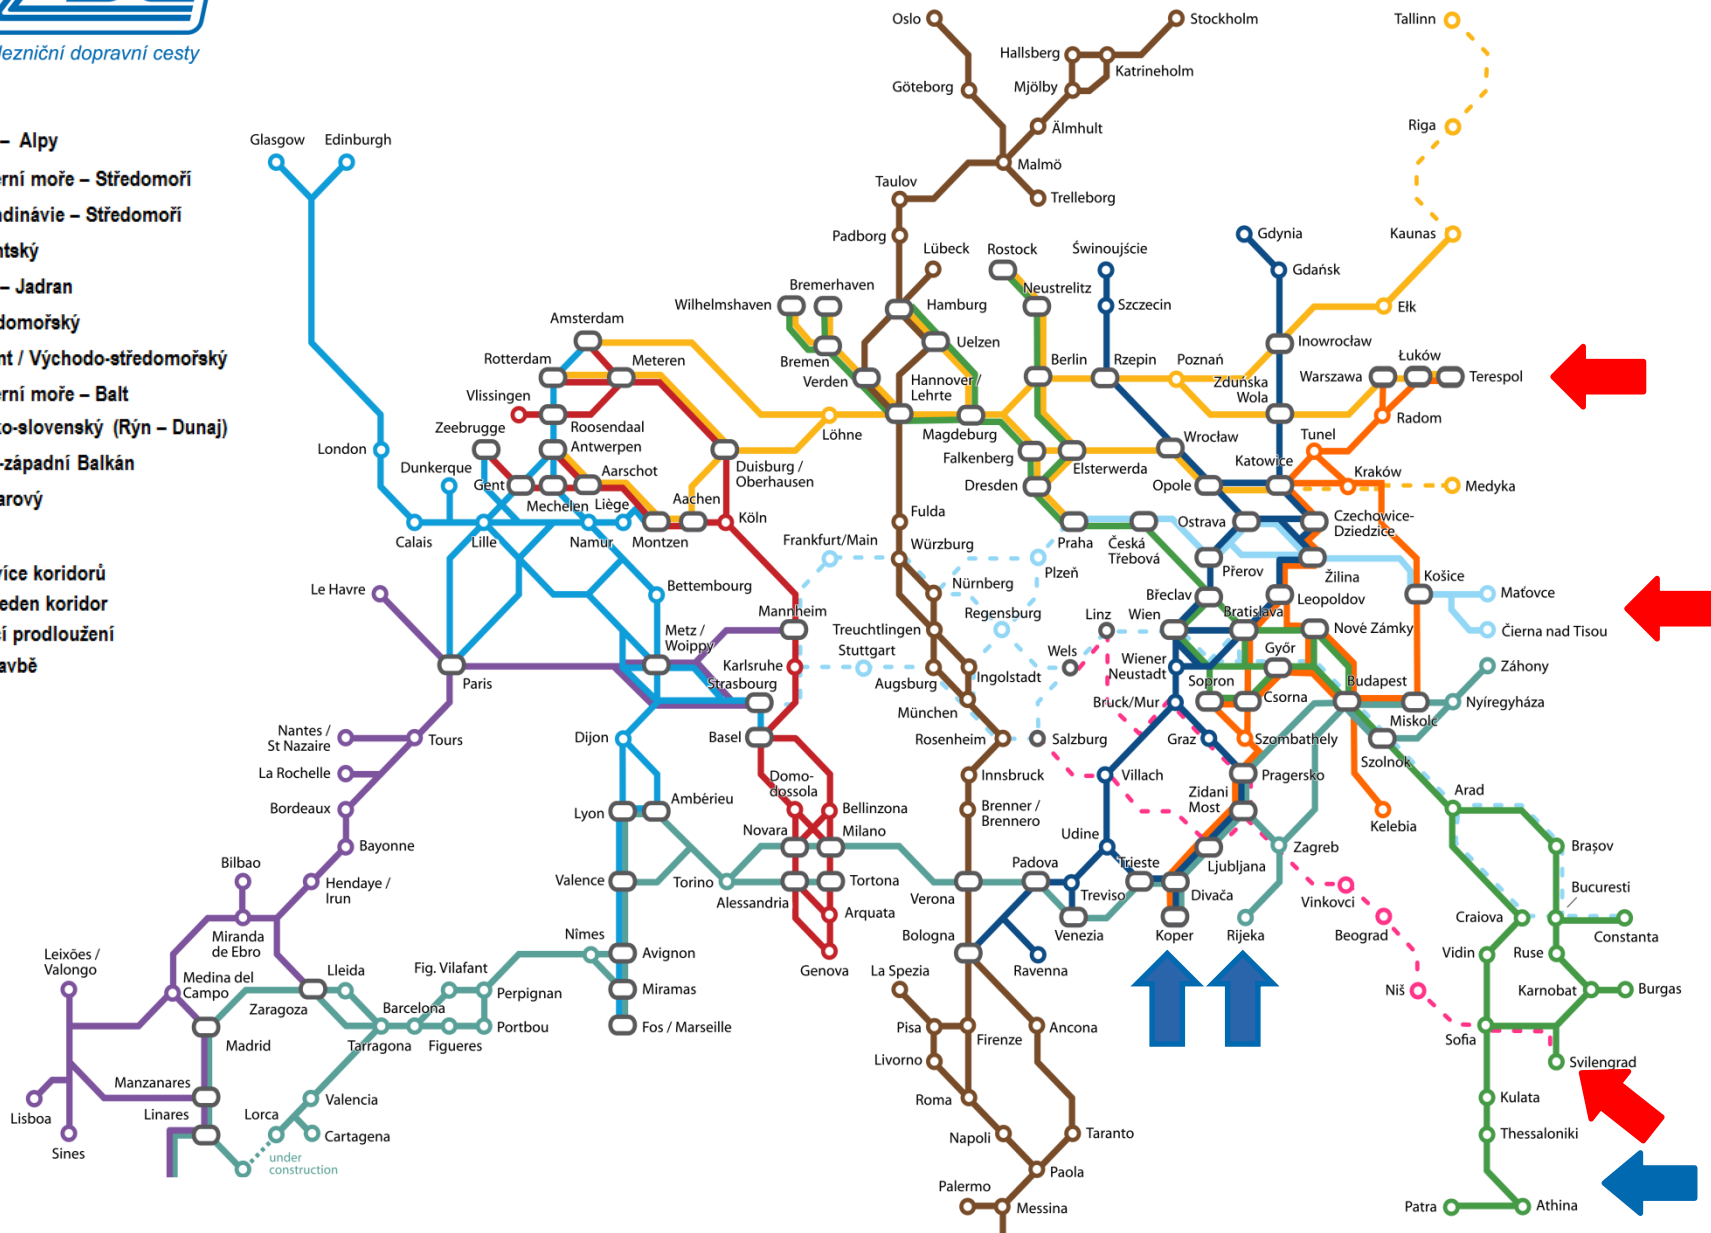 lezniční dopravní cesty
– Alpy
erní moře – Středomoří
ndinávie – Středomoří
ntský
– Jadran
domořský
nt / Východo-středomořský
erní moře – Balt
ko-slovenský (Rýn – Dunaj)
-západní Balkán
arový
více koridorů
eden koridor
cí prodloužení
avbě
Oslo
Stockholm
Tallinn
Hallsberg
Katrineholm
Göteborg
Mjölby
Älmhult
Riga
Glasgow
Edinburgh
Malmö
Taulov
Trelleborg
Padborg
Lübeck
Rostock
Świnoujście
Gdynia
Kaunas
Gdańsk
Wilhelmshaven
Bremerhaven
Hamburg
Neustrelitz
Szczecin
Ełk
Amsterdam
Uelzen
Inowrocław
Rotterdam
Meteren
Bremen
Verden
Hannover /
Lehrte
Berlin
Rzepin
Poznań
Zduńska
Wola
Warszawa
Łuków
Terespol
Vlissingen
Roosendaal
Löhne
Magdeburg
Radom
Zeebrugge
Antwerpen
London
Dunkerque
Gent
Aarschot
Mechelen
Liège
Duisburg /
Oberhausen
Falkenberg
Elsterwerda
Wrocław
Katowice
Tunel
Kraków
Dresden
Opole
Medyka
Aachen
Calais
Lille
Namur
Montzen
Köln
Fulda
Praha
Česká
Třebová
Ostrava
Czechowice-
Dziedzice
Frankfurt/Main
Würzburg
Plzeň
Přerov
Žilina
Košice
Le Havre
Bettembourg
Mannheim
Nürnberg
Regensburg
Břeclav
Leopoldov
Maťovce
Linz
Wien
Bratislava
Nové Zámky
Čierna nad Tisou
Metz /
Woippy
Treuchtlingen
Stuttgart
Wels
Wiener
Neustadt
Győr
Záhony
Paris
Karlsruhe
Strasbourg
Augsburg
Ingolstadt
Sopron
Csorna
Budapest
Miskolc
Nyíregyháza
München
Bruck/Mur
Nantes /
St Nazaire
Tours
Dijon
Basel
Rosenheim
Salzburg
Graz
Szombathely
Szolnok
La Rochelle
Domo-
dossola
Innsbruck
Villach
Pragersko
Bordeaux
Lyon
Ambérieu
Bellinzona
Brenner /
Brennero
Zidani
Most
Kelebia
Arad
Bayonne
Novara
Milano
Udine
Ljubljana
Zagreb
Brașov
Bilbao
Hendaye /
Irun
Valence
Torino
Alessandria
Tortona
Verona
Padova
Treviso
Trieste
Divača
Vinkovci
Bucuresti
Miranda
de Ebro
Arquata
Venezia
Koper
Rijeka
Beograd
Craiova
Constanta
Leixões /
Valongo
Nîmes
Avignon
Genova
Bologna
Ravenna
Vidin
Ruse
Medina del
Campo
Zaragoza
Lleida
Fig. Vilafant
Perpignan
Miramas
La Spezia
Niš
Karnobat
Burgas
Barcelona
Portbou
Madrid
Tarragona
Figueres
Fos / Marseille
Pisa
Firenze
Ancona
Sofia
Livorno
Svilengrad
Manzanares
Lisboa
Linares
Lorca
Valencia
Roma
Kulata
Cartagena
Napoli
Taranto
Thessaloniki
Sines
under
construction
Paola
Palermo
Messina
Patra
Athina